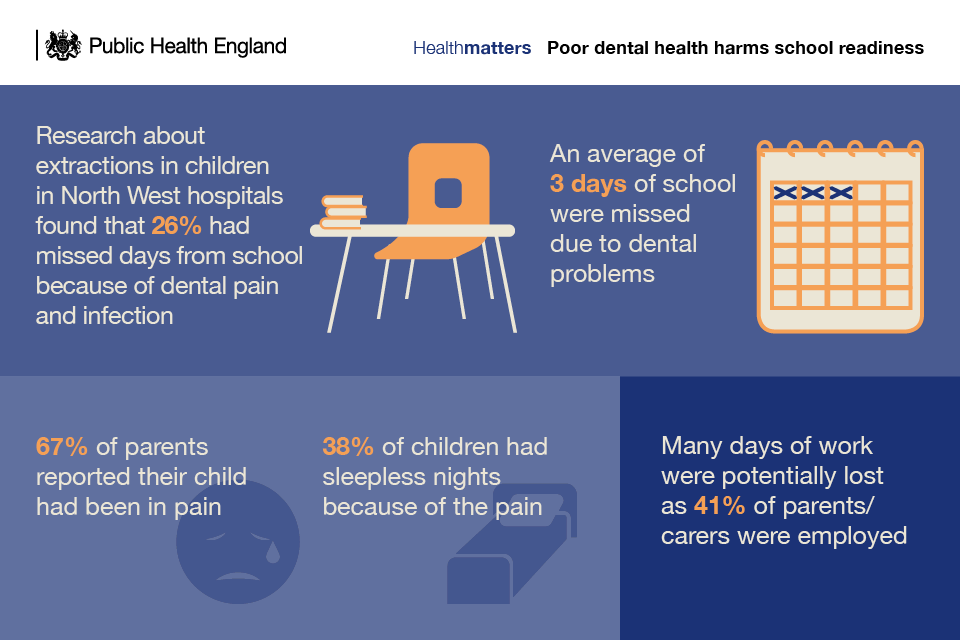 Public Health England
Healthmatters Poor dental health harms school readiness
Research about
extractions in children
in North West hospitals
found that 26% had
missed days from school
because of dental pain
and infection
An average of
3 days of school
were missed
due to dental
problems
67% of parents
reported their child
had been in pain
38% of children had
sleepless nights
because of the pain
Many days of work
were potentially lost
as 41% of parents/
carers were employed